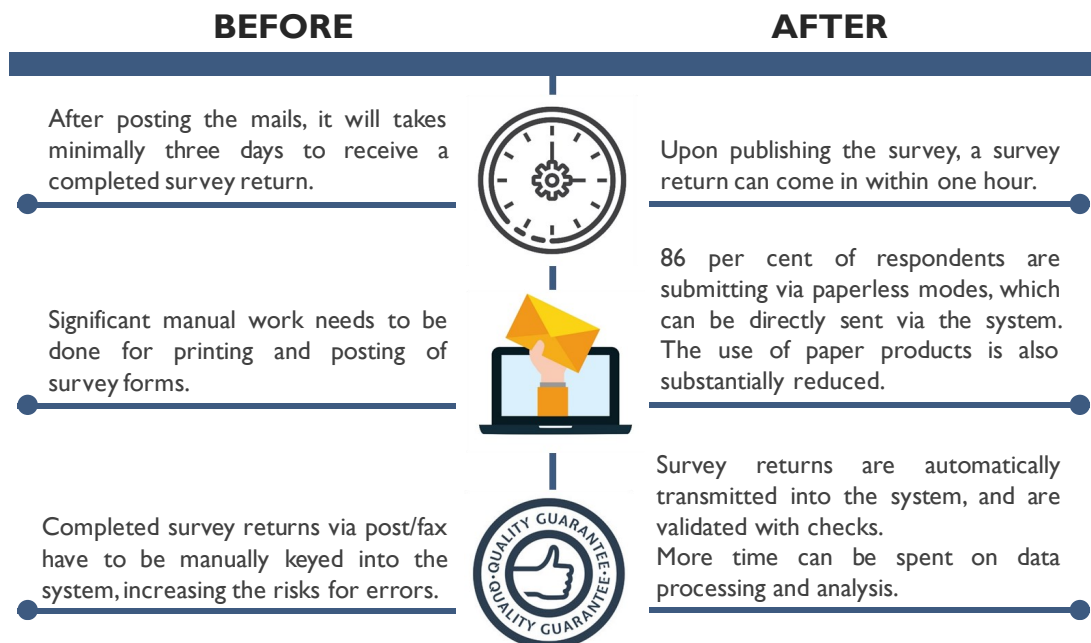 BEFORE
AFTER
After posting the mails, it will takes
minimally three days to receive a
completed survey return.
Upon publishing the survey, a survey
return can come in within one hour.
Significant manual work needs to be
done for printing and posting of
survey forms.
86 per cent of respondents are
submitting via paperless modes, which
can be directly sent via the system.
The use of paper products is also
substantially reduced.
Completed survey returns via post/fax
have to be manually keyed into the
system, increasing the risks for errors.
QUALITY GUARANTEE
QUALITY GUARANTEE
Survey returns are automatically
transmitted into the system, and are
validated with checks.
More time can be spent on data
processing and analysis.